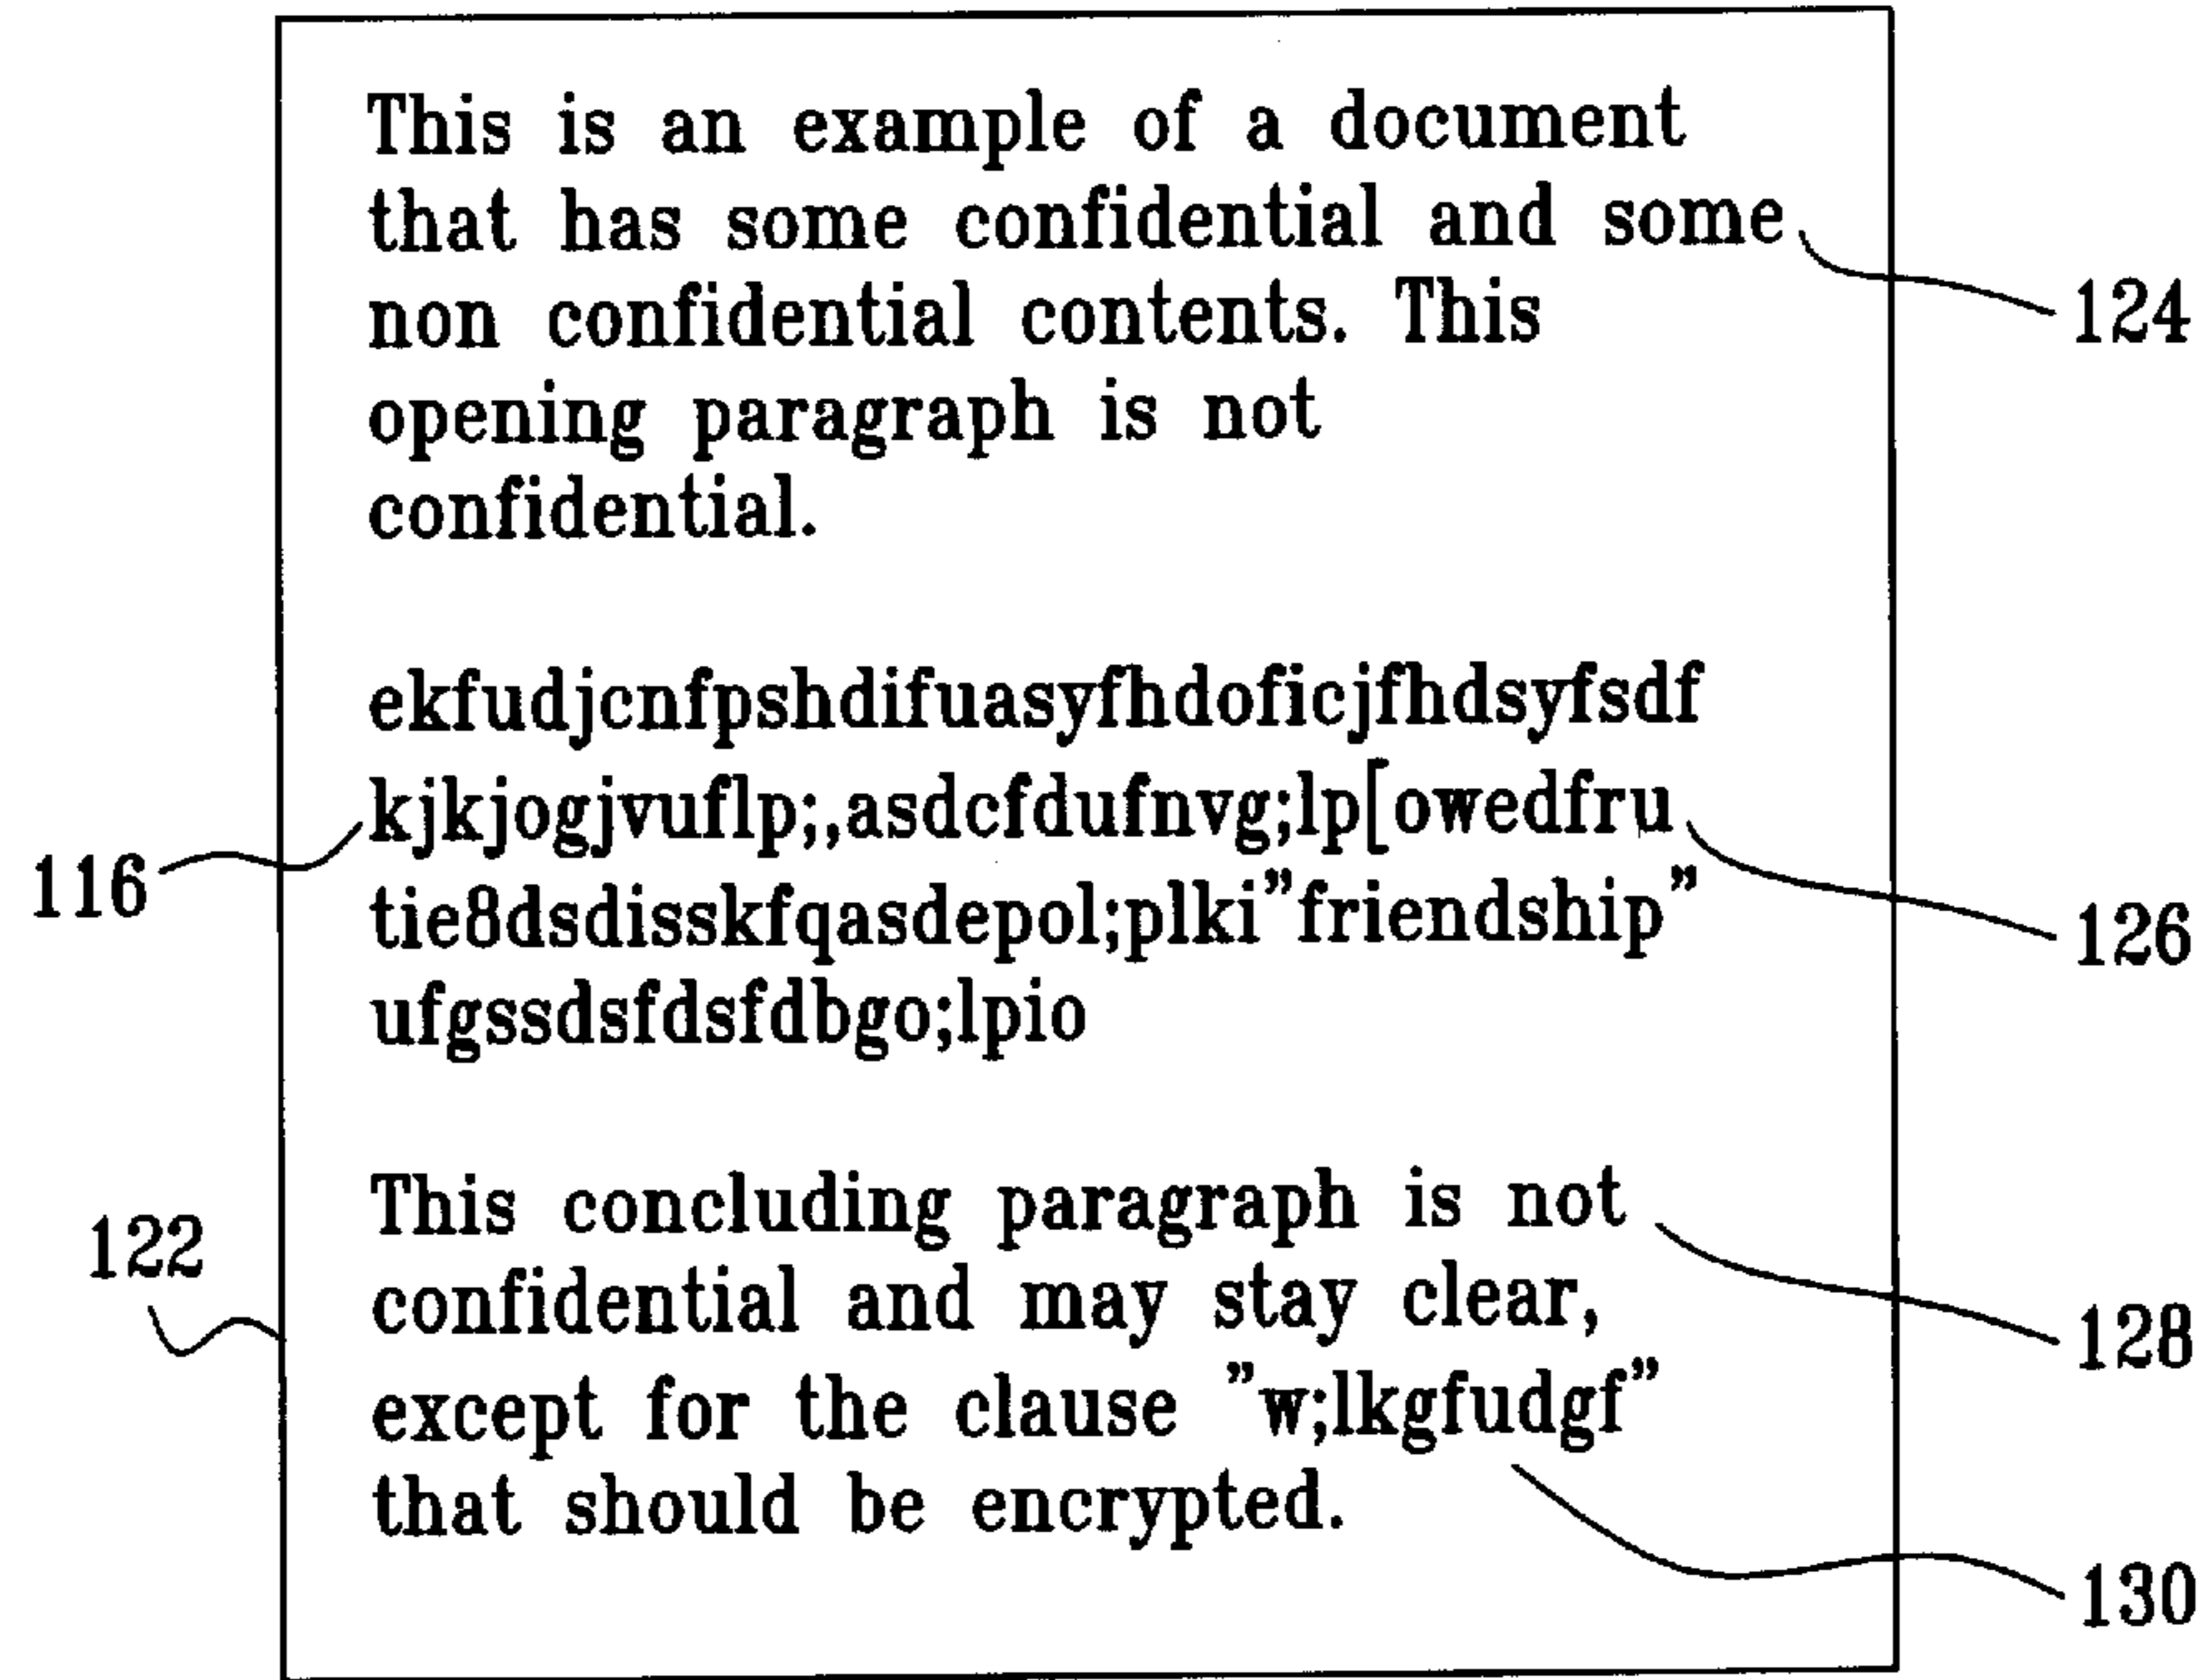 This is an example of a document
that has some confidential and some
non confidential contents. This
opening paragraph is not
confidential.
124
ekfudjcnfpshdifuasyfhdoficjfhdsyfsdf
kjkjogjvuflp;,asdcfdufnvg;lp[owedfru
tie8dsdisskfqasdepol;plki”friendship”
ufgssdsfdsfdbgo;lpio
116
126
This concluding paragraph is not
confidential and may stay clear,
except for the clause ”w;lkgfudgf”
that should be encrypted.
122
128
130